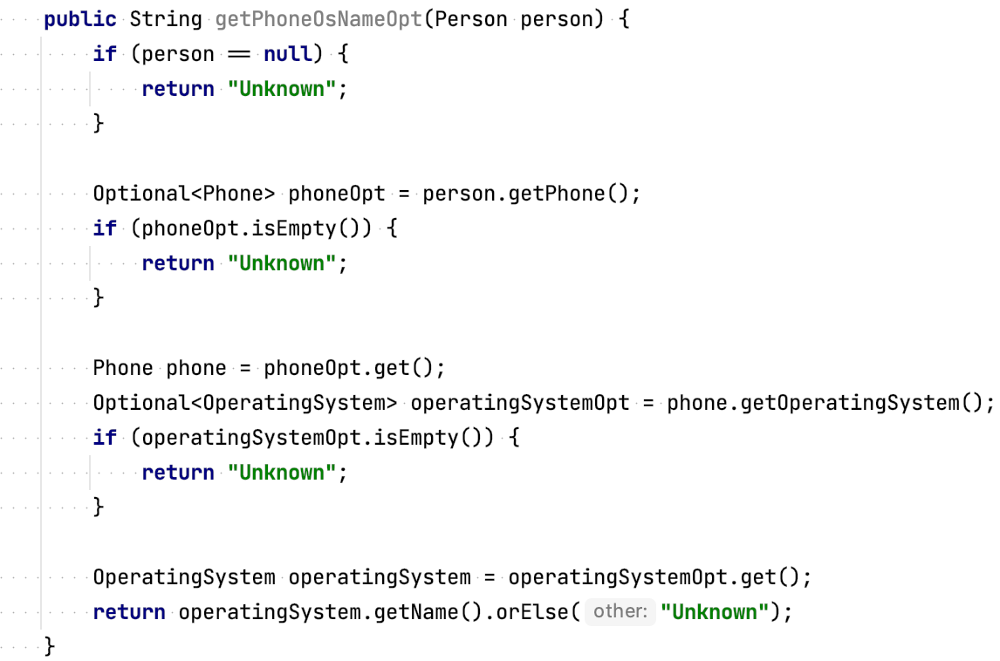 public String getPhoneOsNameOpt(Person person) {
if (person == null) {
return "Unknown";
}
Optional<Phone> phoneOpt = person.getPhone();
if (phoneOpt.isEmpty()) {
return "Unknown";
}
Phone phone = phoneOpt.get();
Optional<OperatingSystem> operatingSystemOpt = phone.getOperatingSystem();
if (operatingSystemOpt.isEmpty()) {
return "Unknown";
}
OperatingSystem operatingSystem = operatingSystemOpt.get();
return operatingSystem.getName().orElse( other: "Unknown");
}